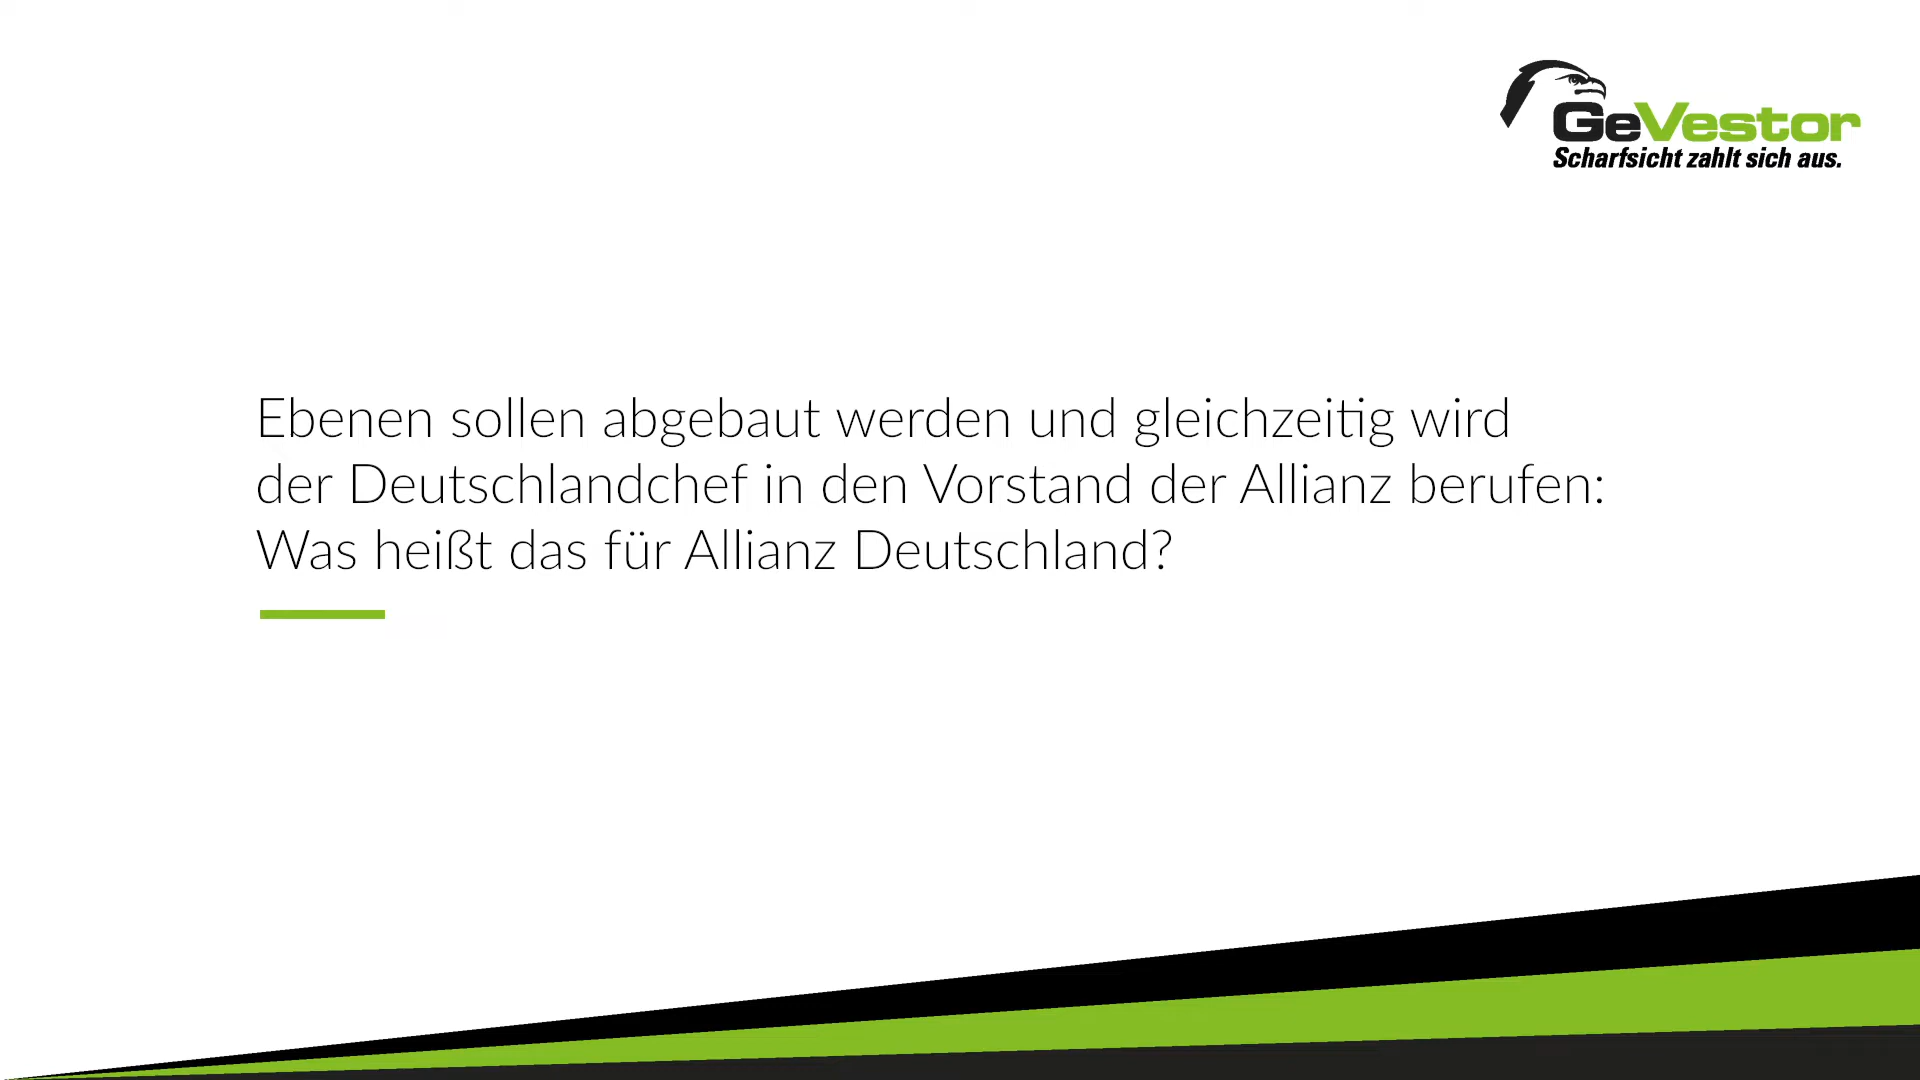 GeVestor
Scharfsicht zahlt sich aus.
Ebenen sollen abgebaut werden und gleichzeitig wird
der Deutschlandchef in den Vorstand der Allianz berufen:
Was heißt das für Allianz Deutschland?